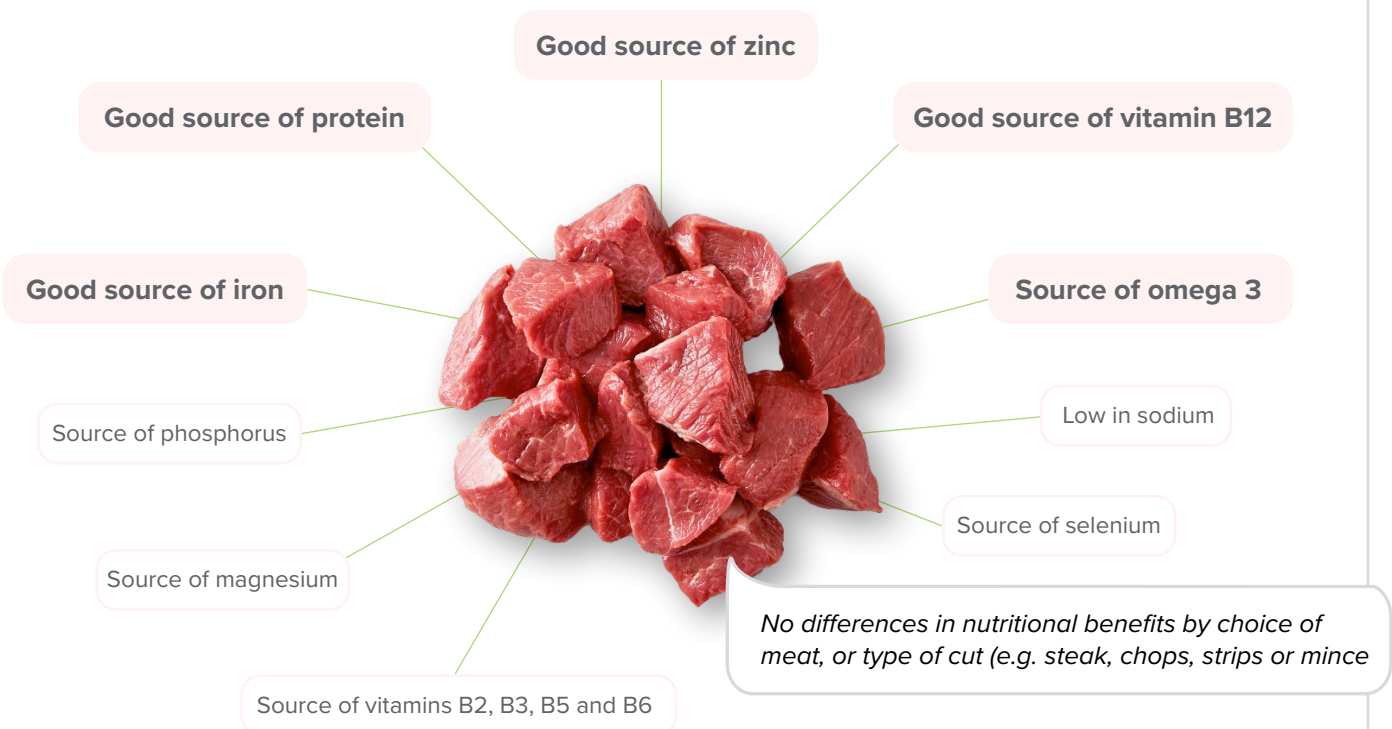 Good source of zinc
Good source of protein
Good source of vitamin B12
Good source of iron
Source of omega 3
Source of phosphorus
Low in sodium
Source of selenium
Source of magnesium
No differences in nutritional benefits by choice of
meat, or type of cut (e.g. steak, chops, strips or mince
Source of vitamins B2, B3, B5 and B6